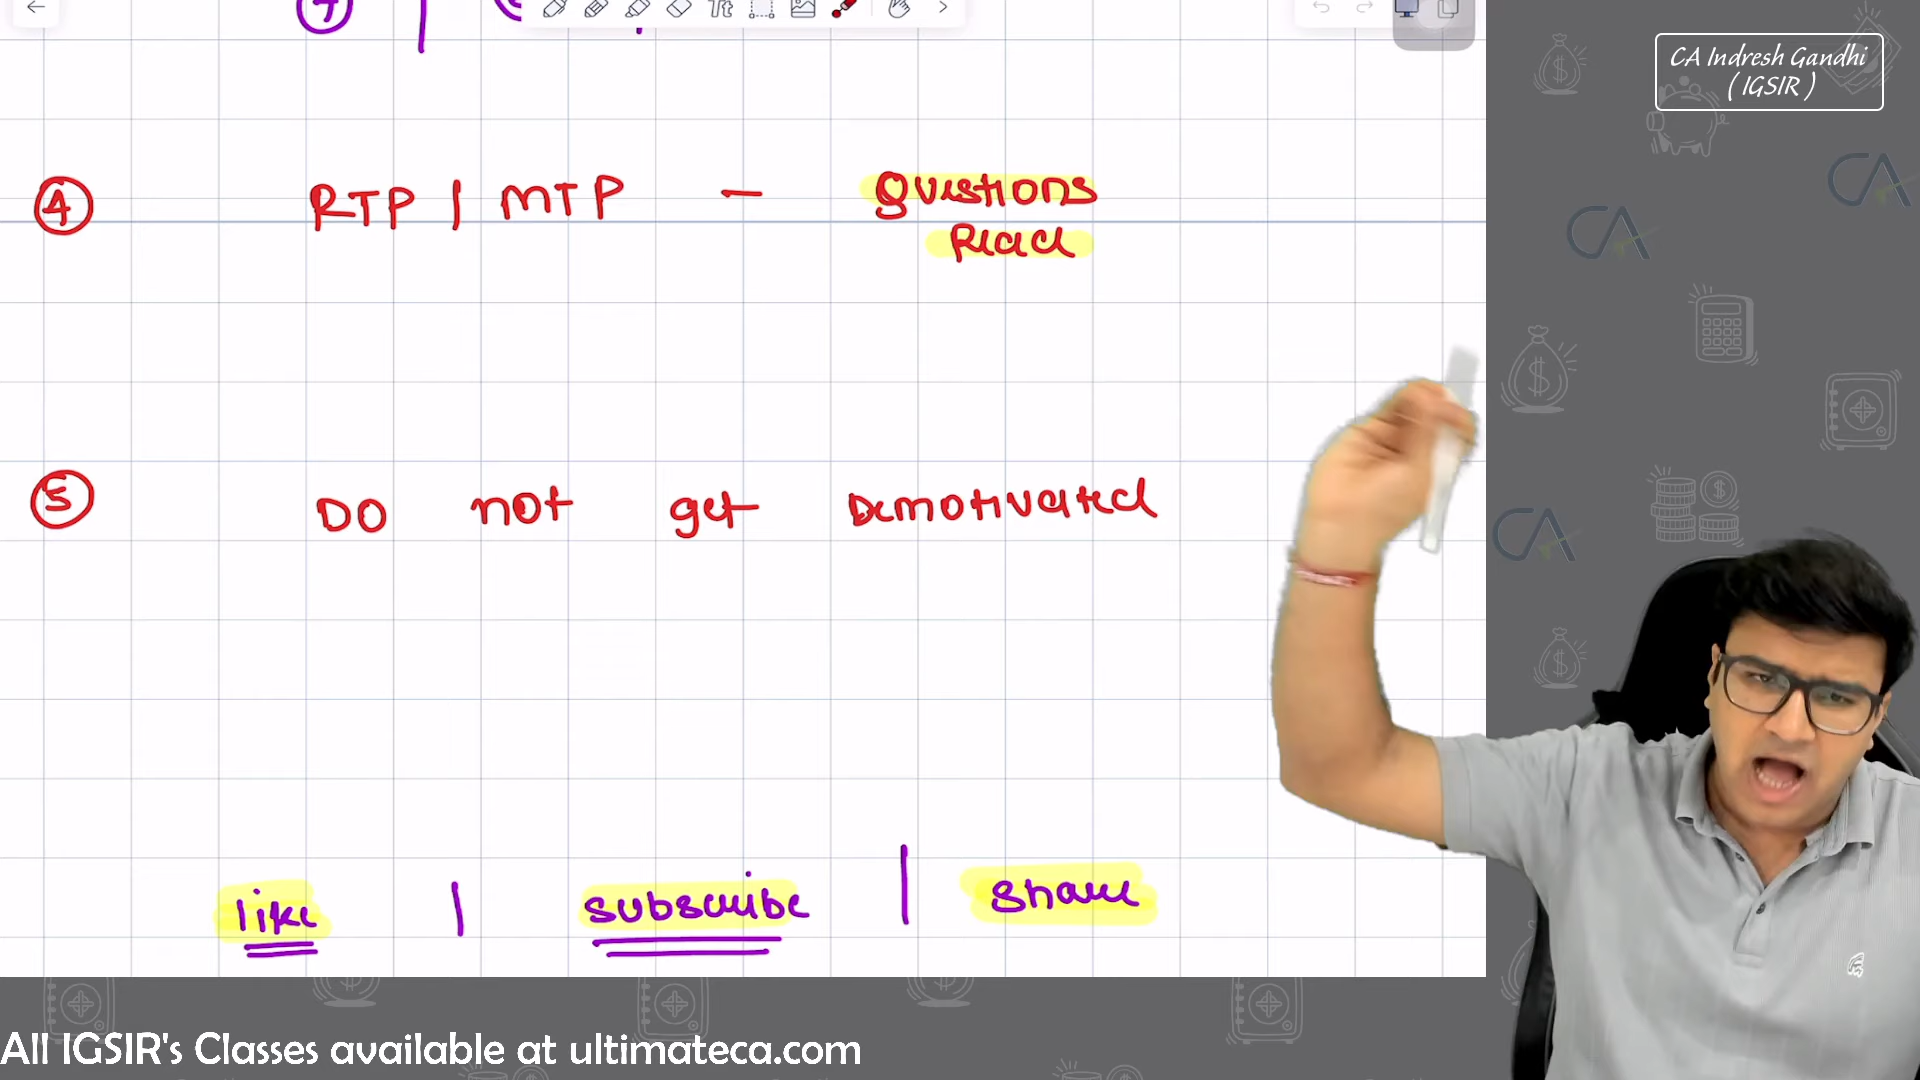 CA Indresh Gandhi
( IGSIR )
④ RTP | MTP — Questions
Read
⑤ DO not get Demotivated
like | subscribe | share
All IGSIR's Classes available at ultimateca.com